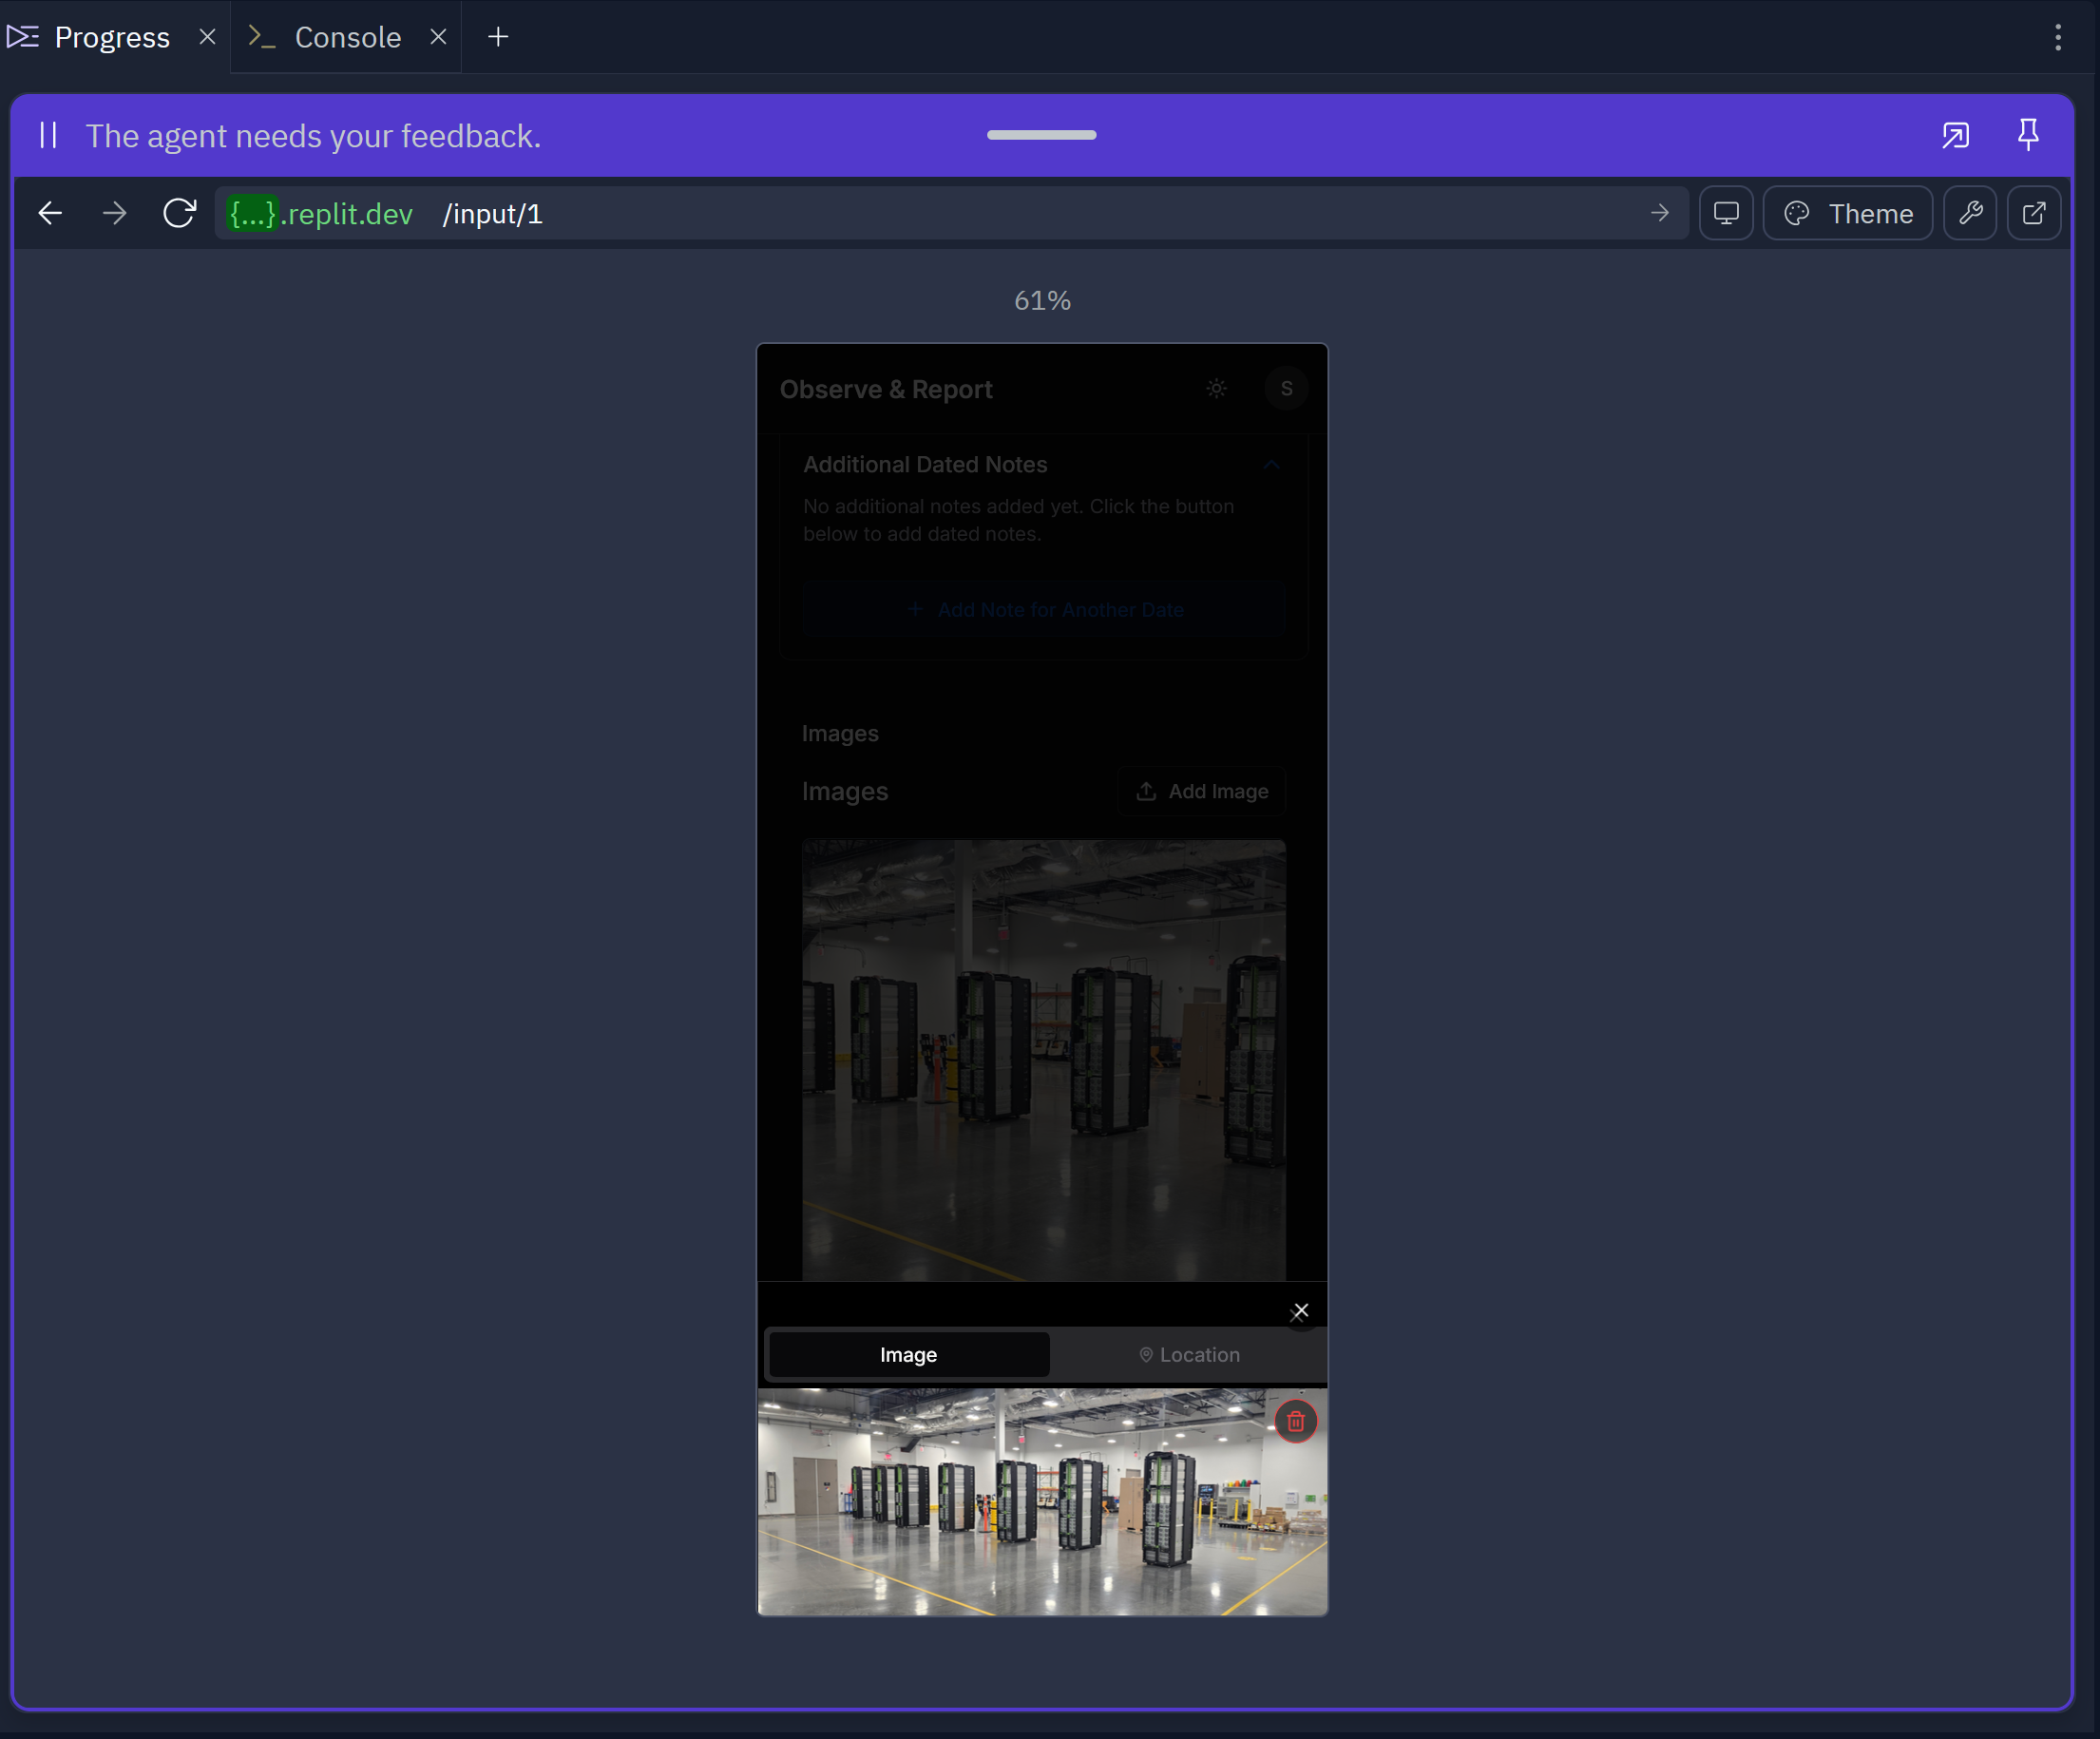 Progress
Console
The agent needs your feedback.
{...}.replit.dev /input/1
Theme
61%
Observe & Report
S
Additional Dated Notes
No additional notes added yet. Click the button
below to add dated notes.
+ Add Note for Another Date
Images
Images
Add Image
Image
Location